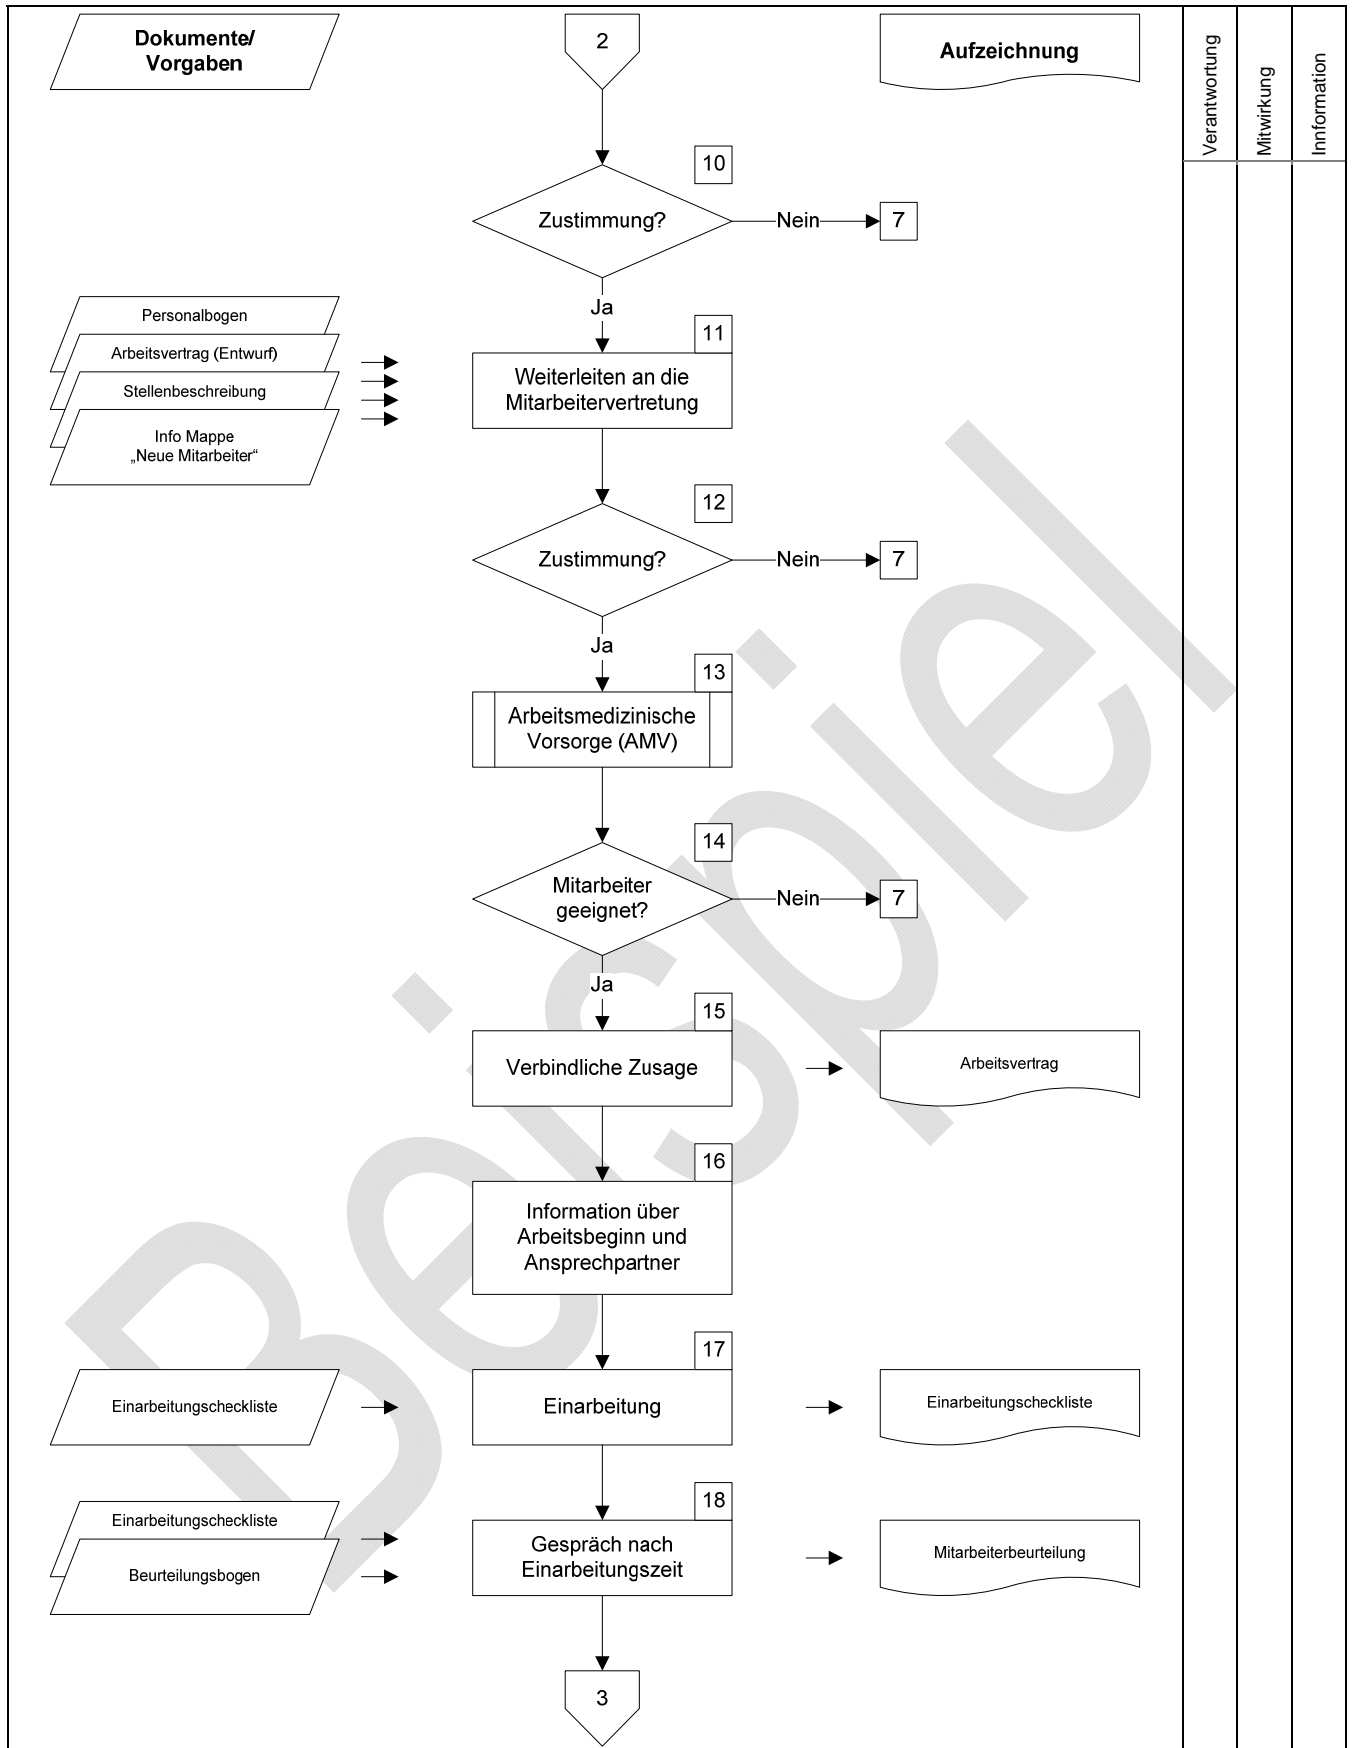 Dokumente/
Vorgaben
2
Aufzeichnung
Verantwortung
Mitwirkung
Innformation
10
Zustimmung?
Nein
7
Ja
Personalbogen
Arbeitsvertrag (Entwurf)
Stellenbeschreibung
Info Mappe
„Neue Mitarbeiter“
11
Weiterleiten an die
Mitarbeitervertretung
12
Zustimmung?
Nein
7
Ja
13
Arbeitsmedizinische
Vorsorge (AMV)
14
Mitarbeiter
geeignet?
Nein
7
Ja
15
Verbindliche Zusage
Arbeitsvertrag
16
Information über
Arbeitsbeginn und
Ansprechpartner
17
Einarbeitungscheckliste
Einarbeitung
Einarbeitungscheckliste
18
Einarbeitungscheckliste
Beurteilungsbogen
Gespräch nach
Einarbeitungszeit
Mitarbeiterbeurteilung
3
Beispiel